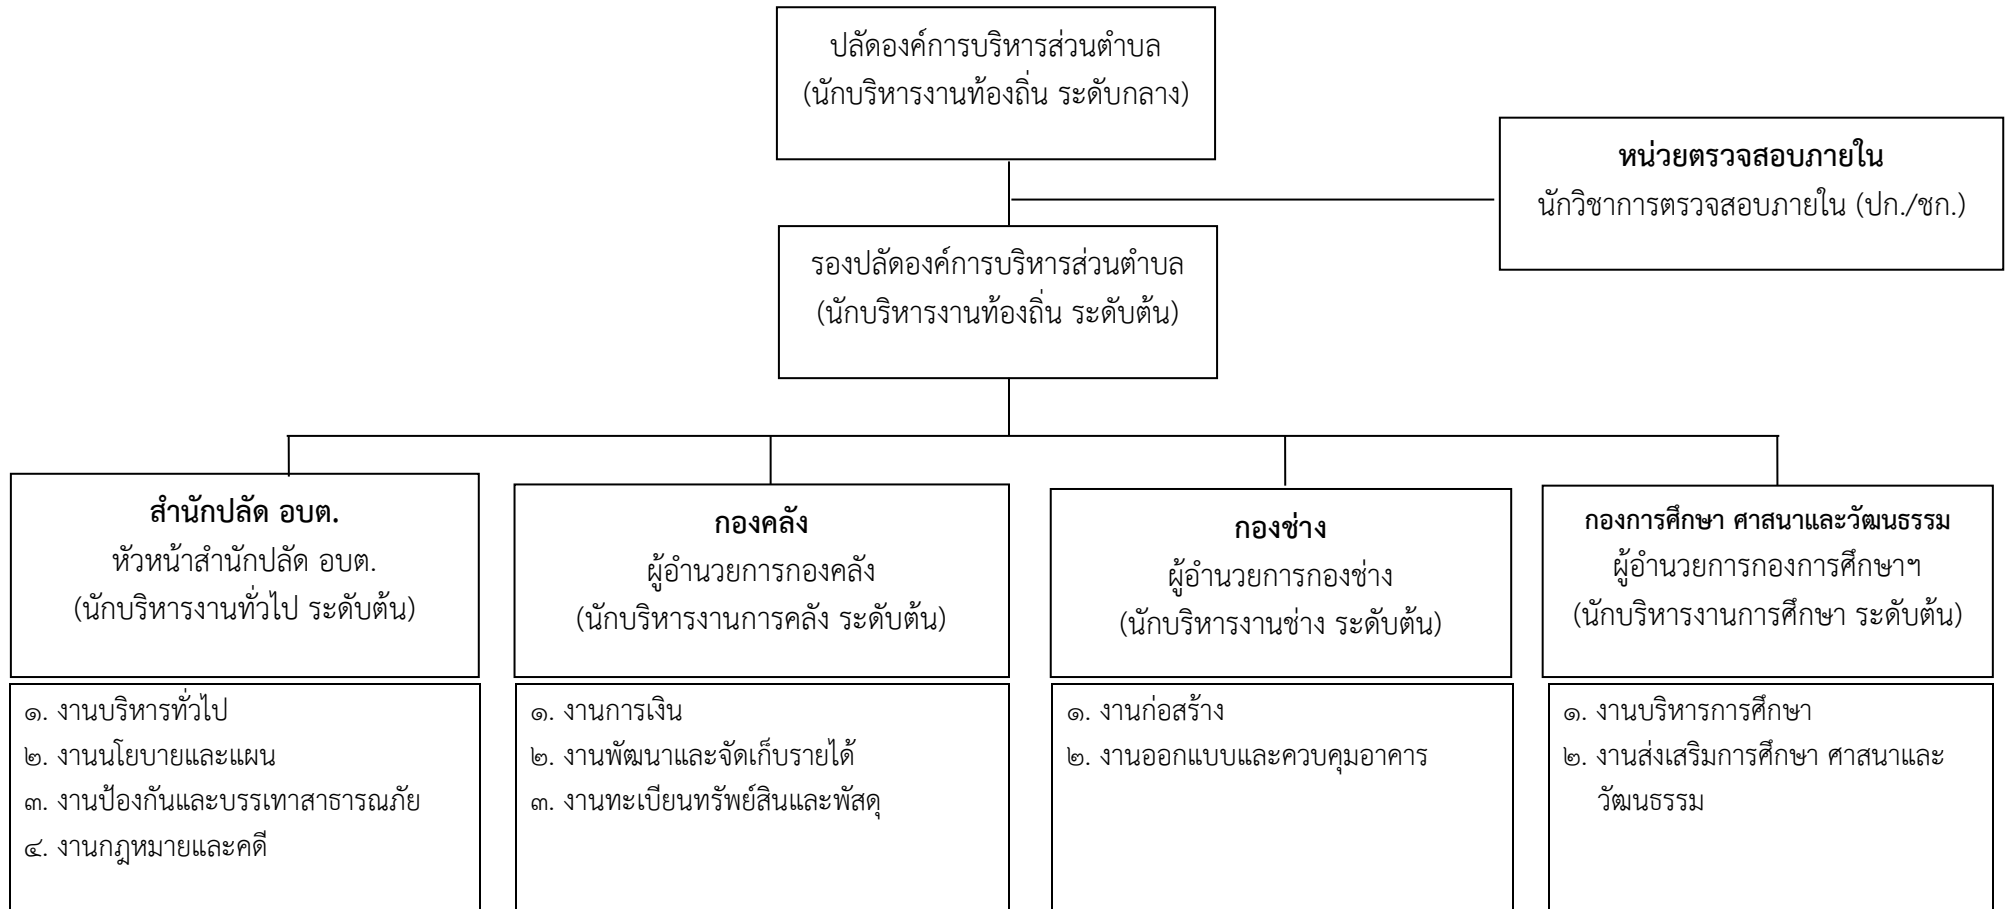 ปลัดองค์การบริหารส่วนตำบล
(นักบริหารงานท้องถิ่น ระดับกลาง)
หน่วยตรวจสอบภายใน
นักวิชาการตรวจสอบภายใน (ปก./ชก.)
รองปลัดองค์การบริหารส่วนตำบล
(นักบริหารงานท้องถิ่น ระดับต้น)
สำนักปลัด อบต.
หัวหน้าสำนักปลัด อบต.
(นักบริหารงานทั่วไป ระดับต้น)
๑. งานบริหารทั่วไป
๒. งานนโยบายและแผน
๓. งานป้องกันและบรรเทาสาธารณภัย
๔. งานกฎหมายและคดี
กองคลัง
ผู้อำนวยการกองคลัง
(นักบริหารงานการคลัง ระดับต้น)
๑. งานการเงิน
๒. งานพัฒนาและจัดเก็บรายได้
๓. งานทะเบียนทรัพย์สินและพัสดุ
กองช่าง
ผู้อำนวยการกองช่าง
(นักบริหารงานช่าง ระดับต้น)
๑. งานก่อสร้าง
๒. งานออกแบบและควบคุมอาคาร
กองการศึกษา ศาสนาและวัฒนธรรม
ผู้อำนวยการกองการศึกษาฯ
(นักบริหารงานการศึกษา ระดับต้น)
๑. งานบริหารการศึกษา
๒. งานส่งเสริมการศึกษา ศาสนาและ
วัฒนธรรม